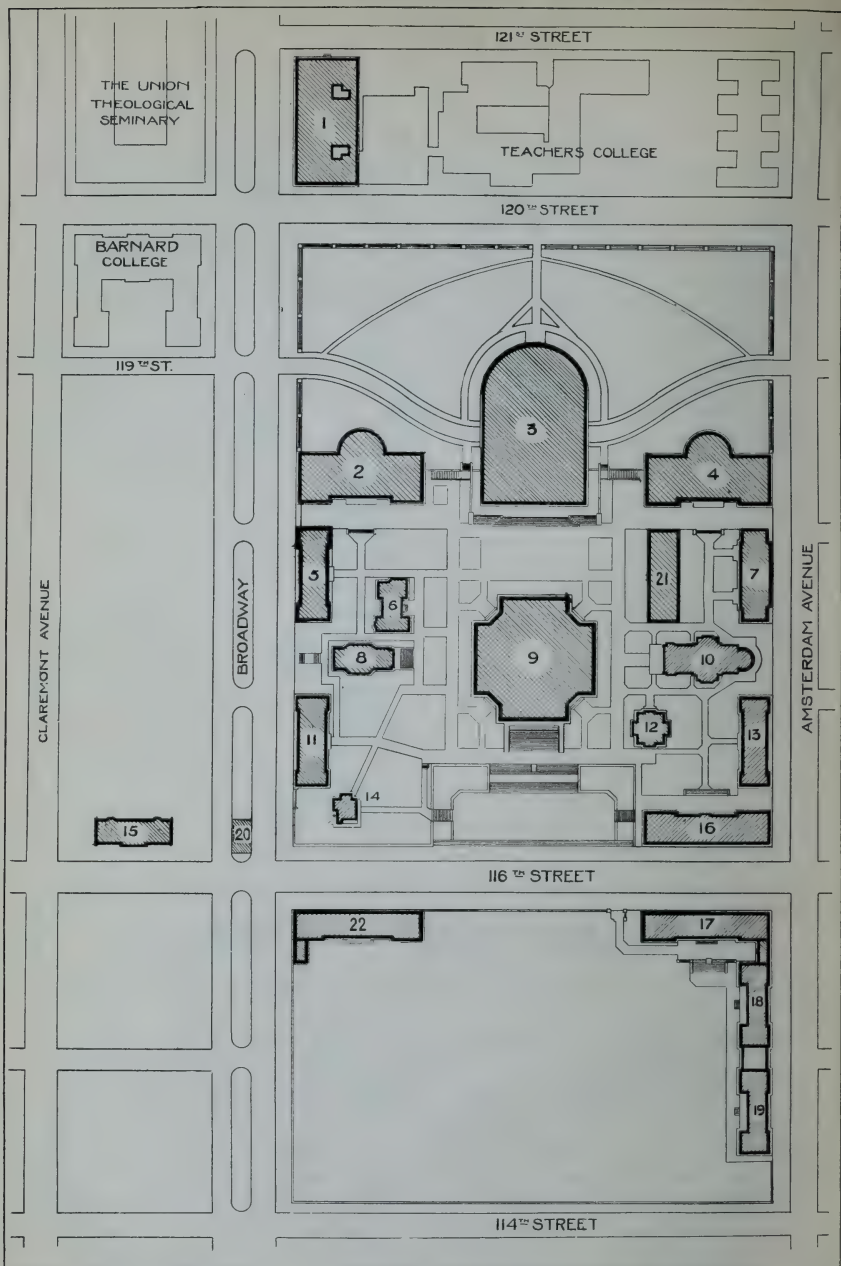 121ST STREET
THE UNION
THEOLOGICAL
SEMINARY
1
TEACHERS COLLEGE
120TH STREET
BARNARD
COLLEGE
119TH ST.
3
2
4
CLAREMONT AVENUE
BROADWAY
AMSTERDAM AVENUE
5
6
21
7
8
9
10
11
12
13
14
15
20
16
116TH STREET
22
17
18
19
114TH STREET